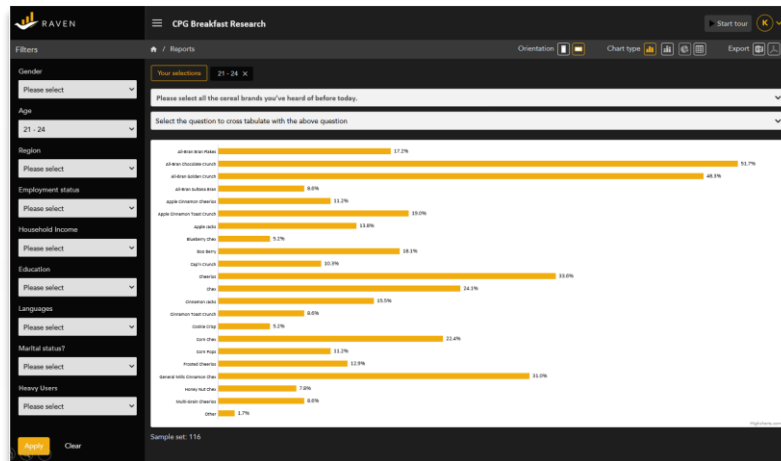 RAVEN
CPG Breakfast Research
Start tour
K
Filters
/ Reports
Orientation
Chart type
Export
Gender
Please select
Age
21 - 24
Region
Please select
Employment status
Please select
Household Income
Please select
Education
Please select
Languages
Please select
Marital status?
Please select
Heavy Users
Please select
Apply
Clear
Your selections
21 - 24 ×
Please select all the cereal brands you've heard of before today.
Select the question to cross tabulate with the above question
All-Bran Bran Flakes 17.2%
All-Bran Chocolate Crunch 51.7%
All-Bran Golden Crunch 48.3%
All-Bran Sultana Bran 8.6%
Apple Cinnamon Cheerios 11.2%
Apple Cinnamon Toast Crunch 19.0%
Apple Jacks 13.8%
Blueberry Chex 5.2%
Boo Berry 18.1%
Cap'n Crunch 10.3%
Cheerios 33.6%
Chex 24.1%
Cinnamon Jacks 15.5%
Cinnamon Toast Crunch 8.6%
Cookie Crisp 5.2%
Corn Chex 22.4%
Corn Pops 11.2%
Frosted Cheerios 12.9%
General Mills Cinnamon Chex 31.0%
Honey Nut Chex 7.8%
Multi-Grain Cheerios 8.6%
Other 1.7%
Highcharts.com
Sample set: 116